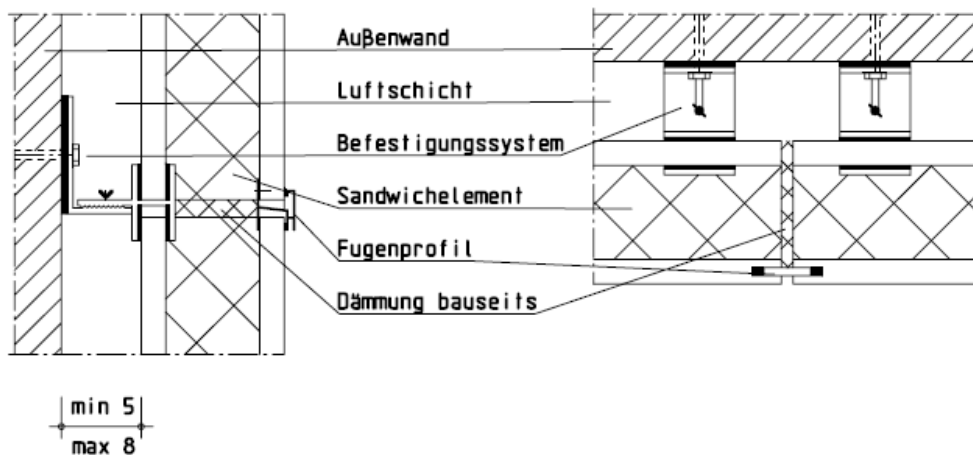 Außenwand
Luftschicht
Befestigungssystem
Sandwichelement
Fugenprofil
Dämmung bauseits
min 5
max 8